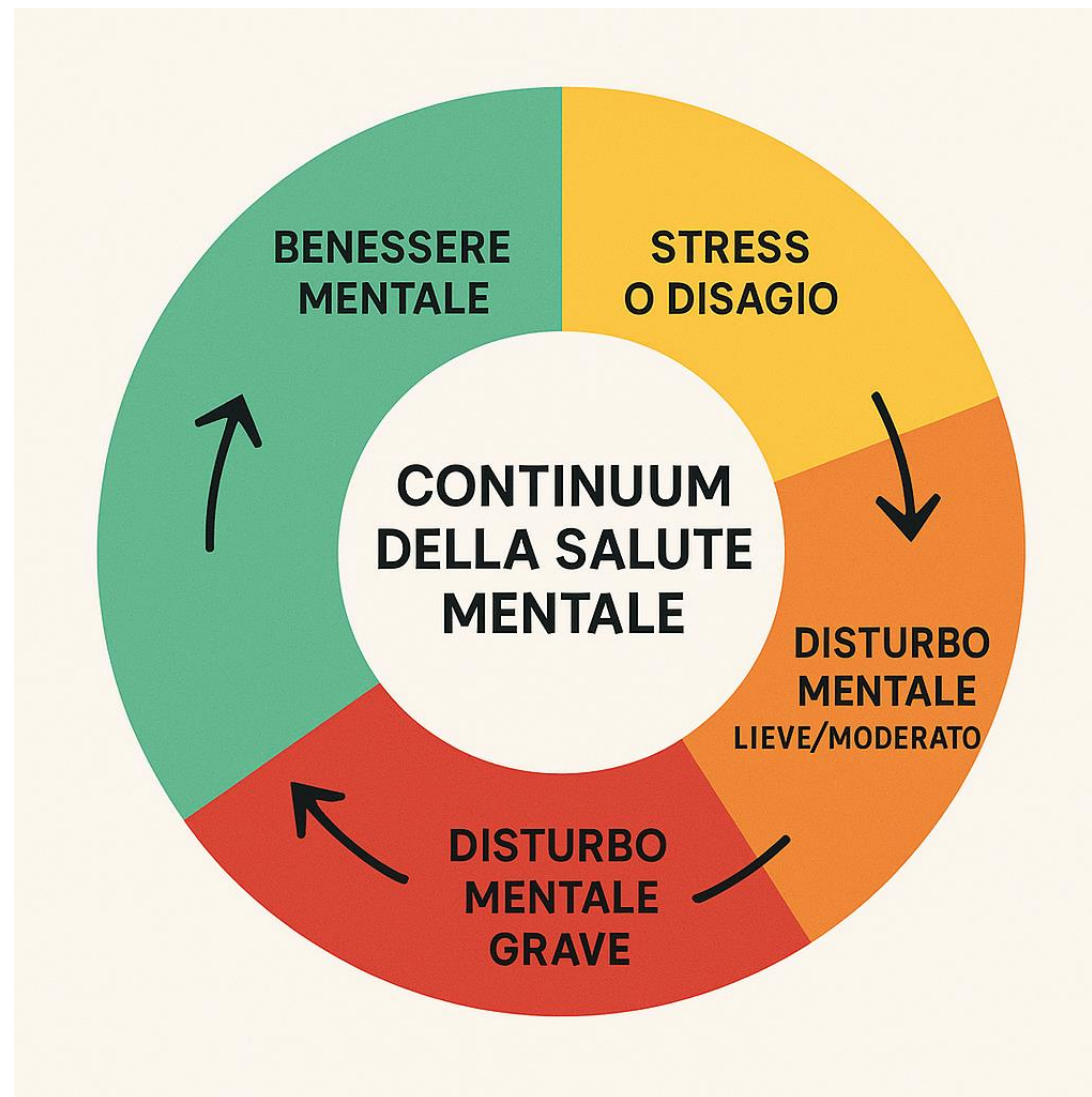 BENESSERE
MENTALE
STRESS
O DISAGIO
CONTINUUM
DELLA SALUTE
MENTALE
DISTURBO
MENTALE
LIEVE/MODERATO
DISTURBO
MENTALE
GRAVE